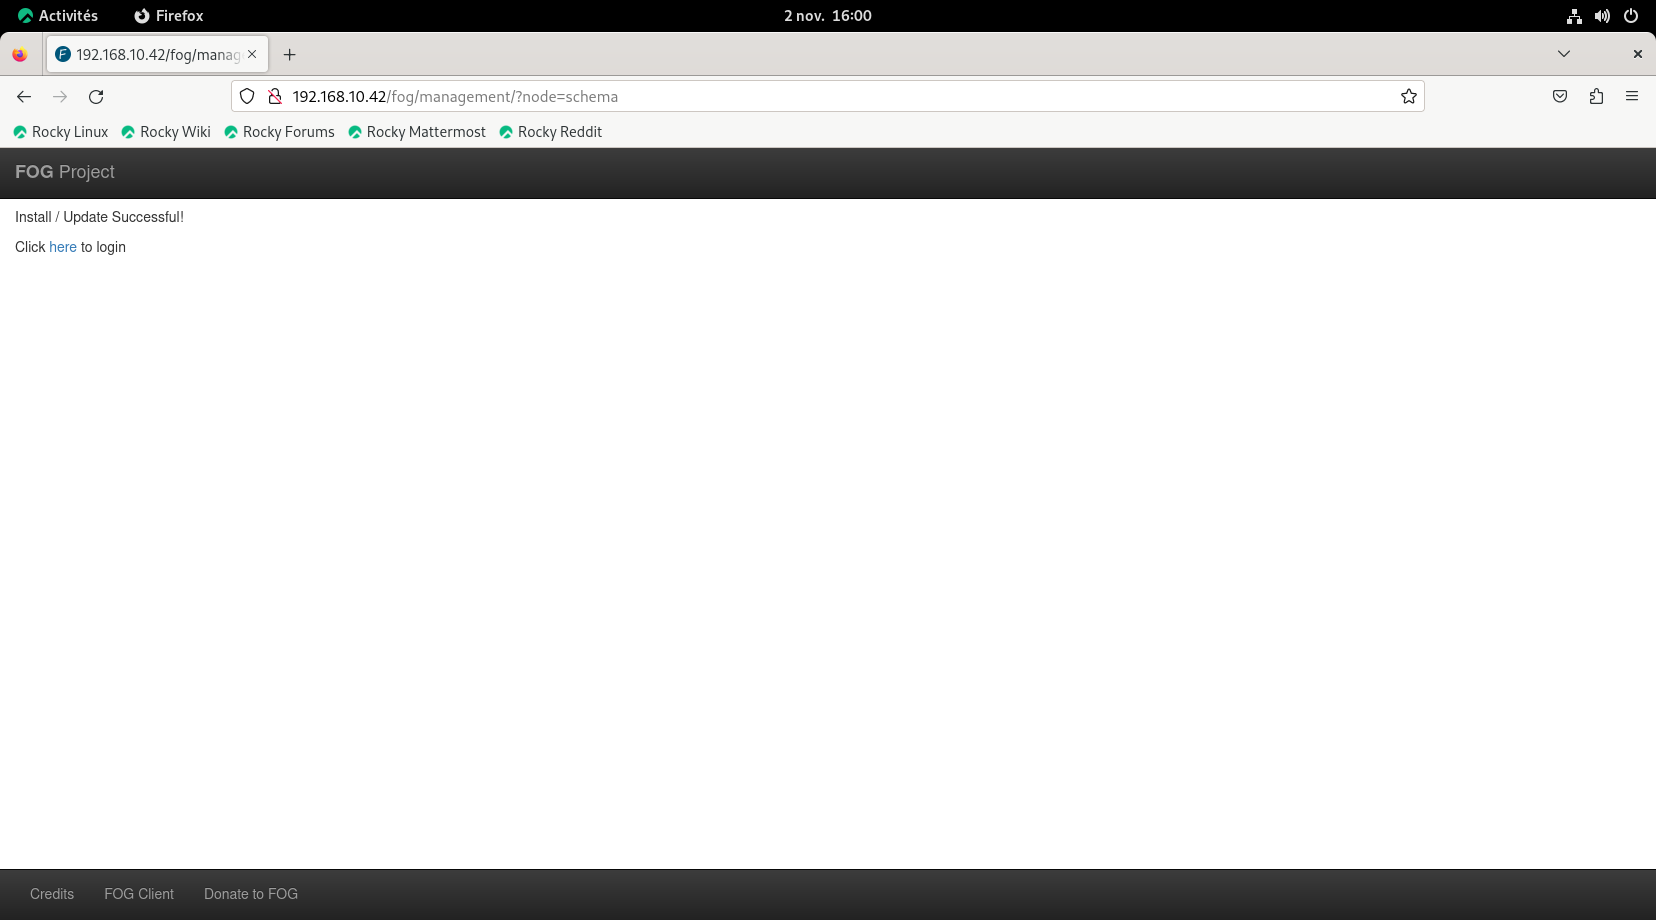 Activités Firefox 2 nov. 16:00
192.168.10.42/fog/manag
192.168.10.42/fog/management/?node=schema
Rocky Linux Rocky Wiki Rocky Forums Rocky Mattermost Rocky Reddit
FOG Project
Install / Update Successful!
Click here to login
Credits FOG Client Donate to FOG